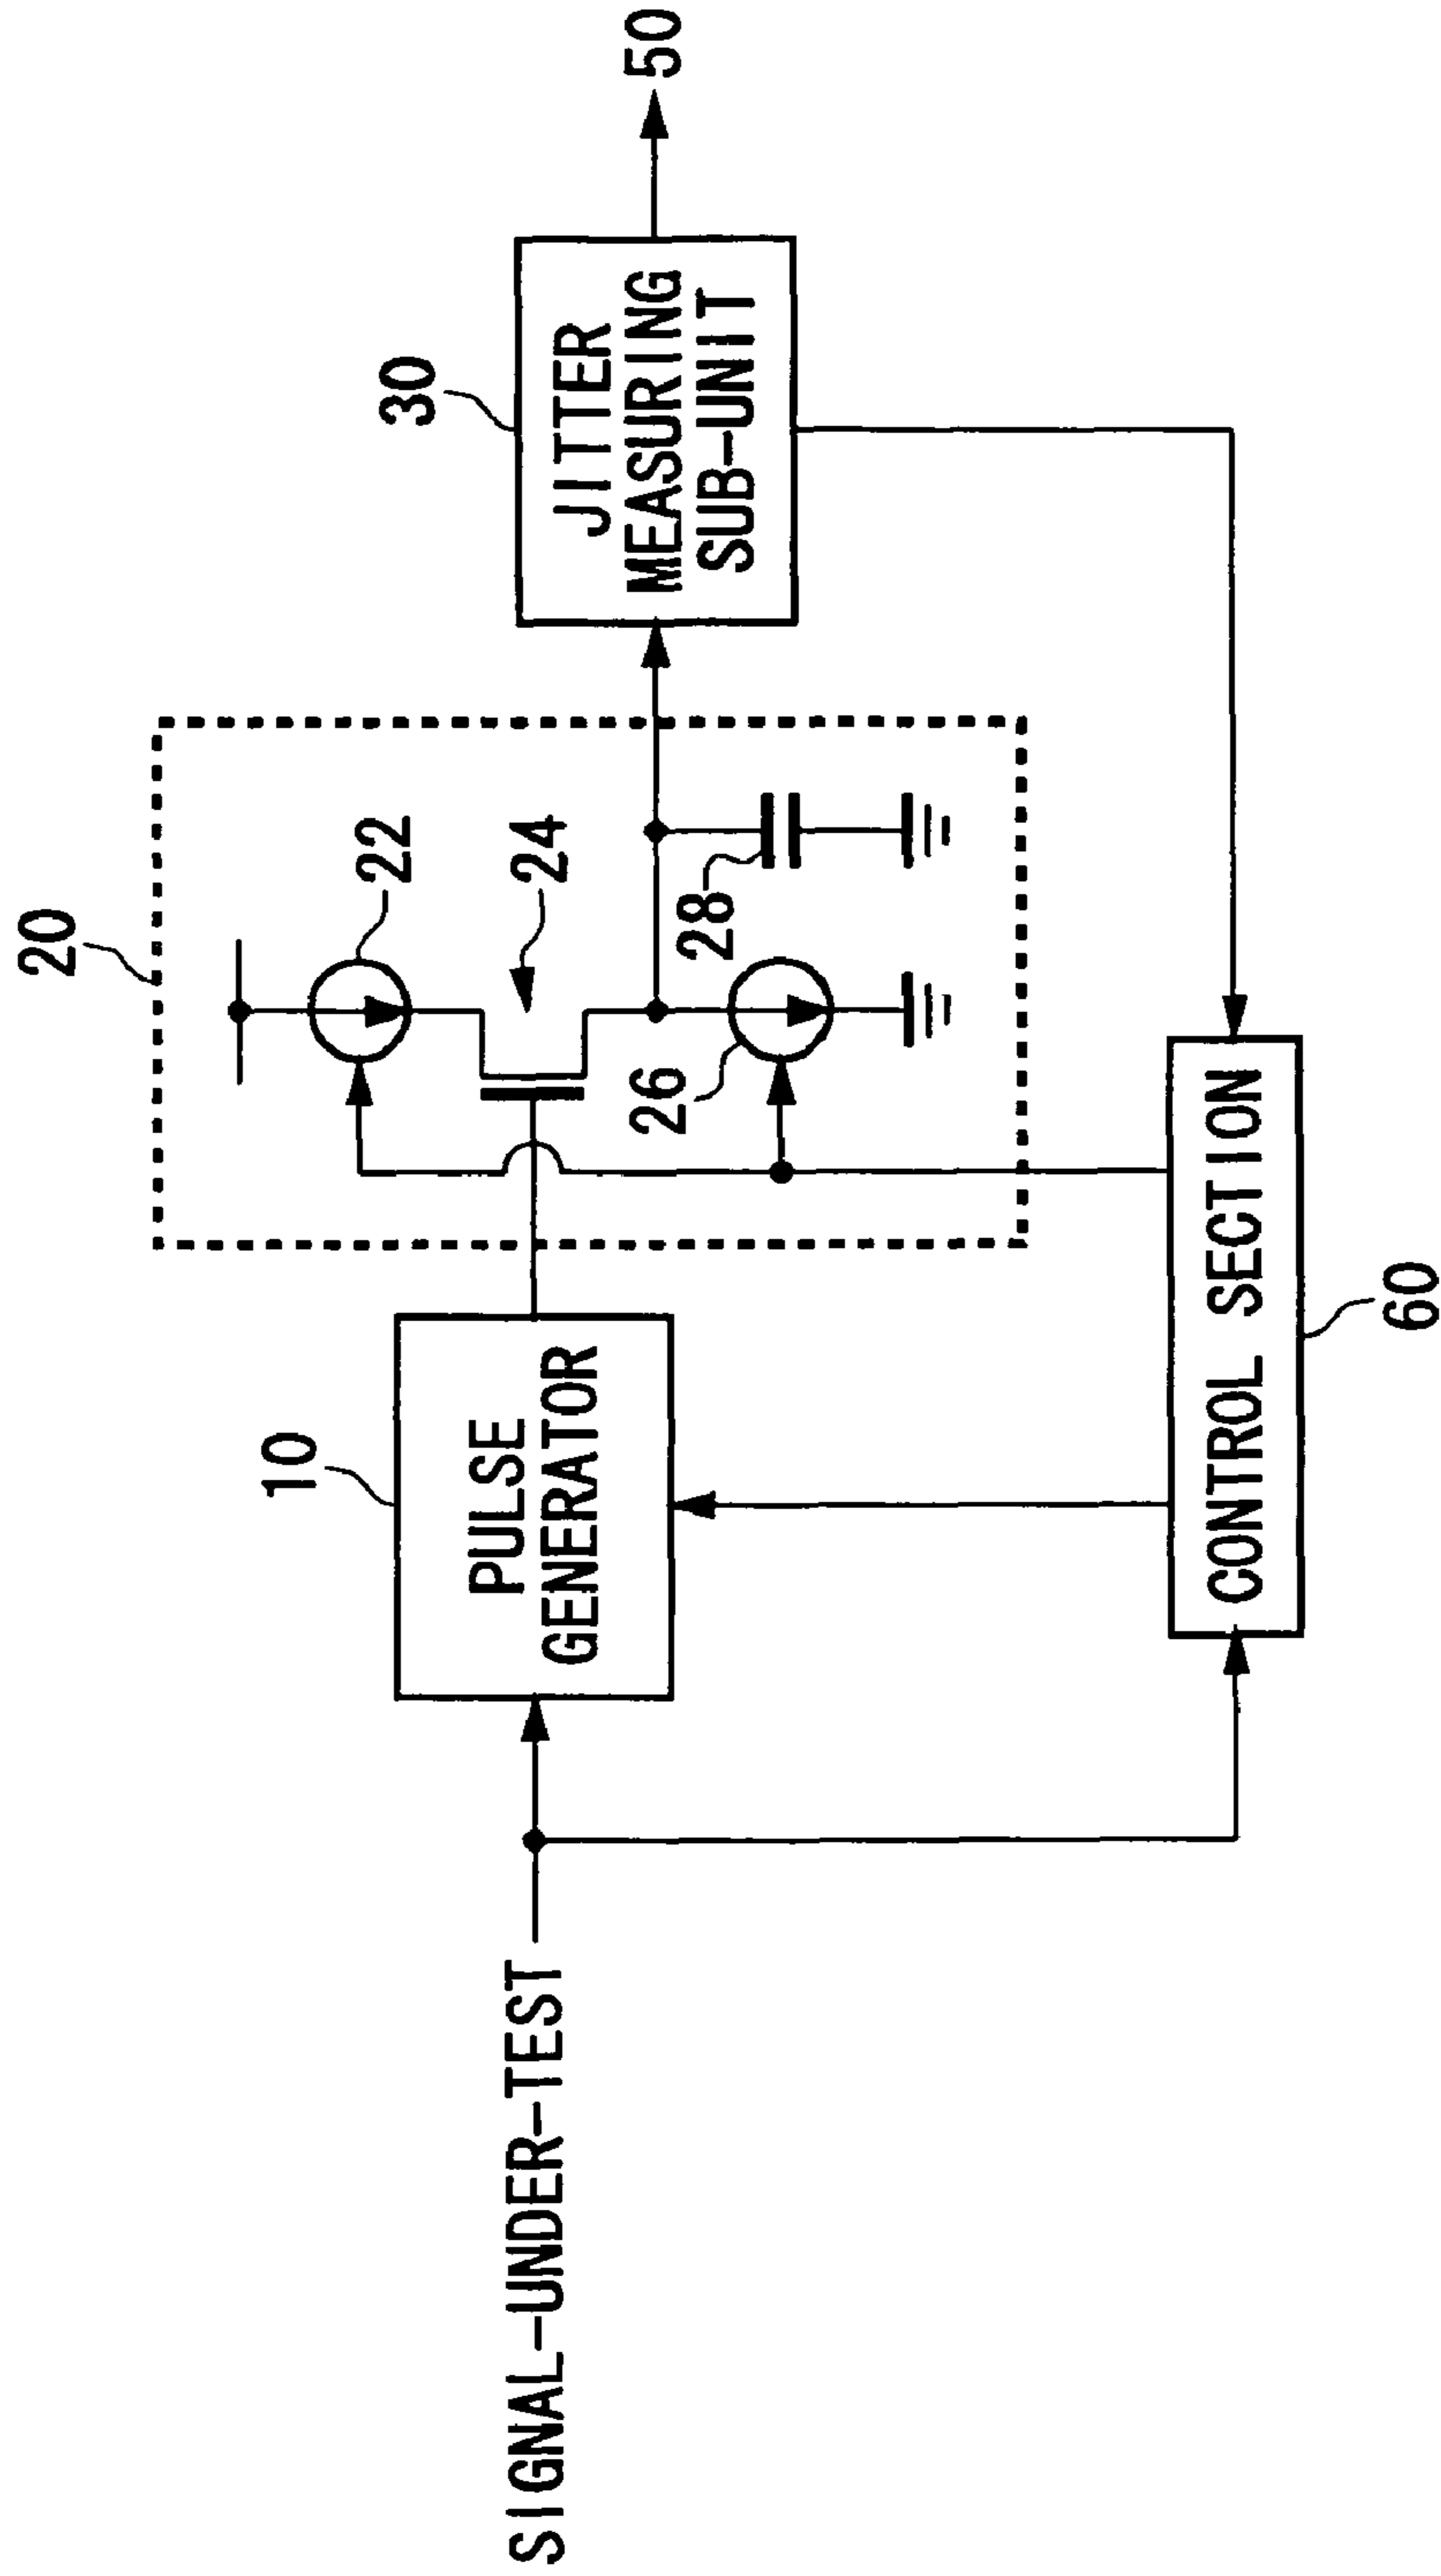 20
22
24
26
28
30
JITTER
MEASURING
SUB-UNIT
50
10
PULSE
GENERATOR
SIGNAL-UNDER-TEST
CONTROL SECTION
60